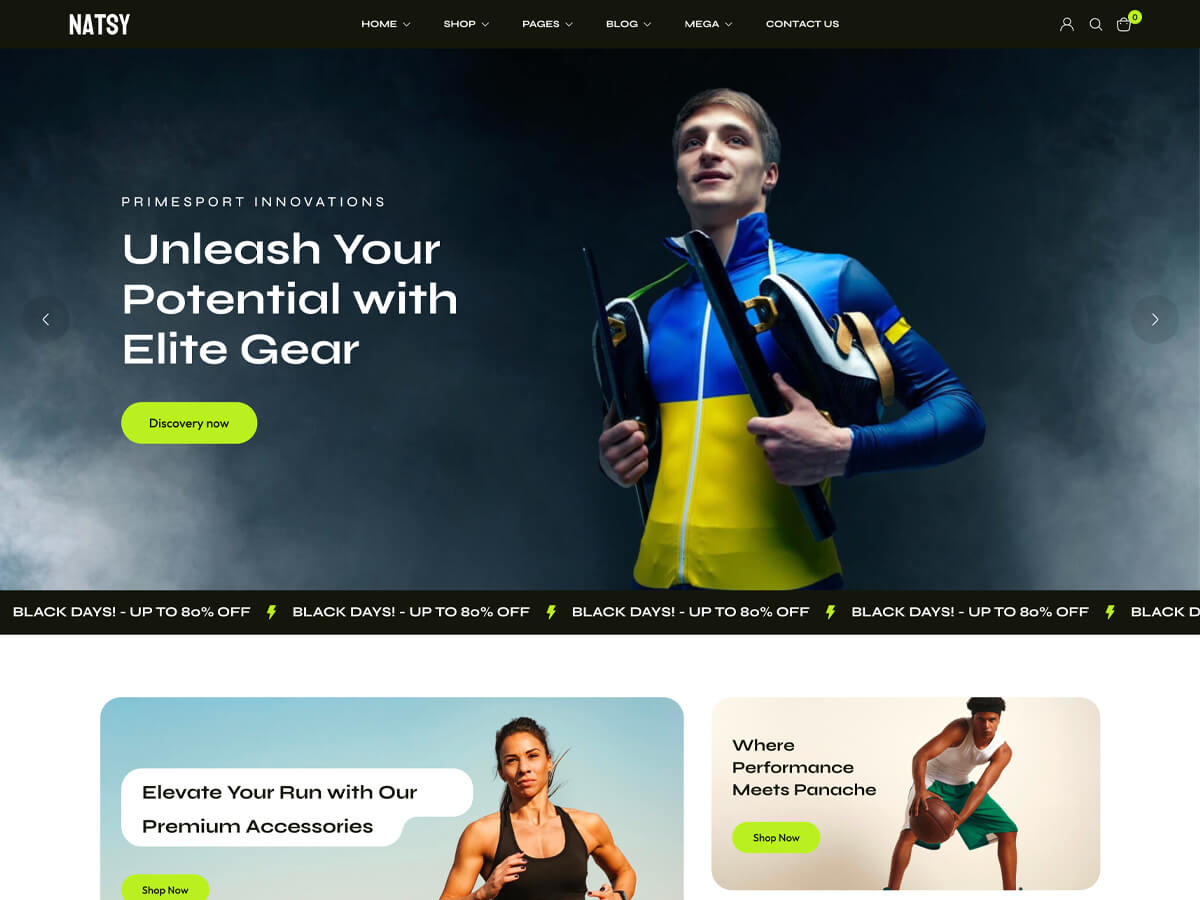 NATSY
HOME SHOP PAGES BLOG MEGA CONTACT US
0
PRIMESPORT INNOVATIONS
Unleash Your
Potential with
Elite Gear
Discovery now
BLACK DAYS! - UP TO 80% OFF BLACK DAYS! - UP TO 80% OFF BLACK DAYS! - UP TO 80% OFF BLACK DAYS! - UP TO 80% OFF BLACK D
Elevate Your Run with Our
Premium Accessories
Shop Now
Where
Performance
Meets Panache
Shop Now